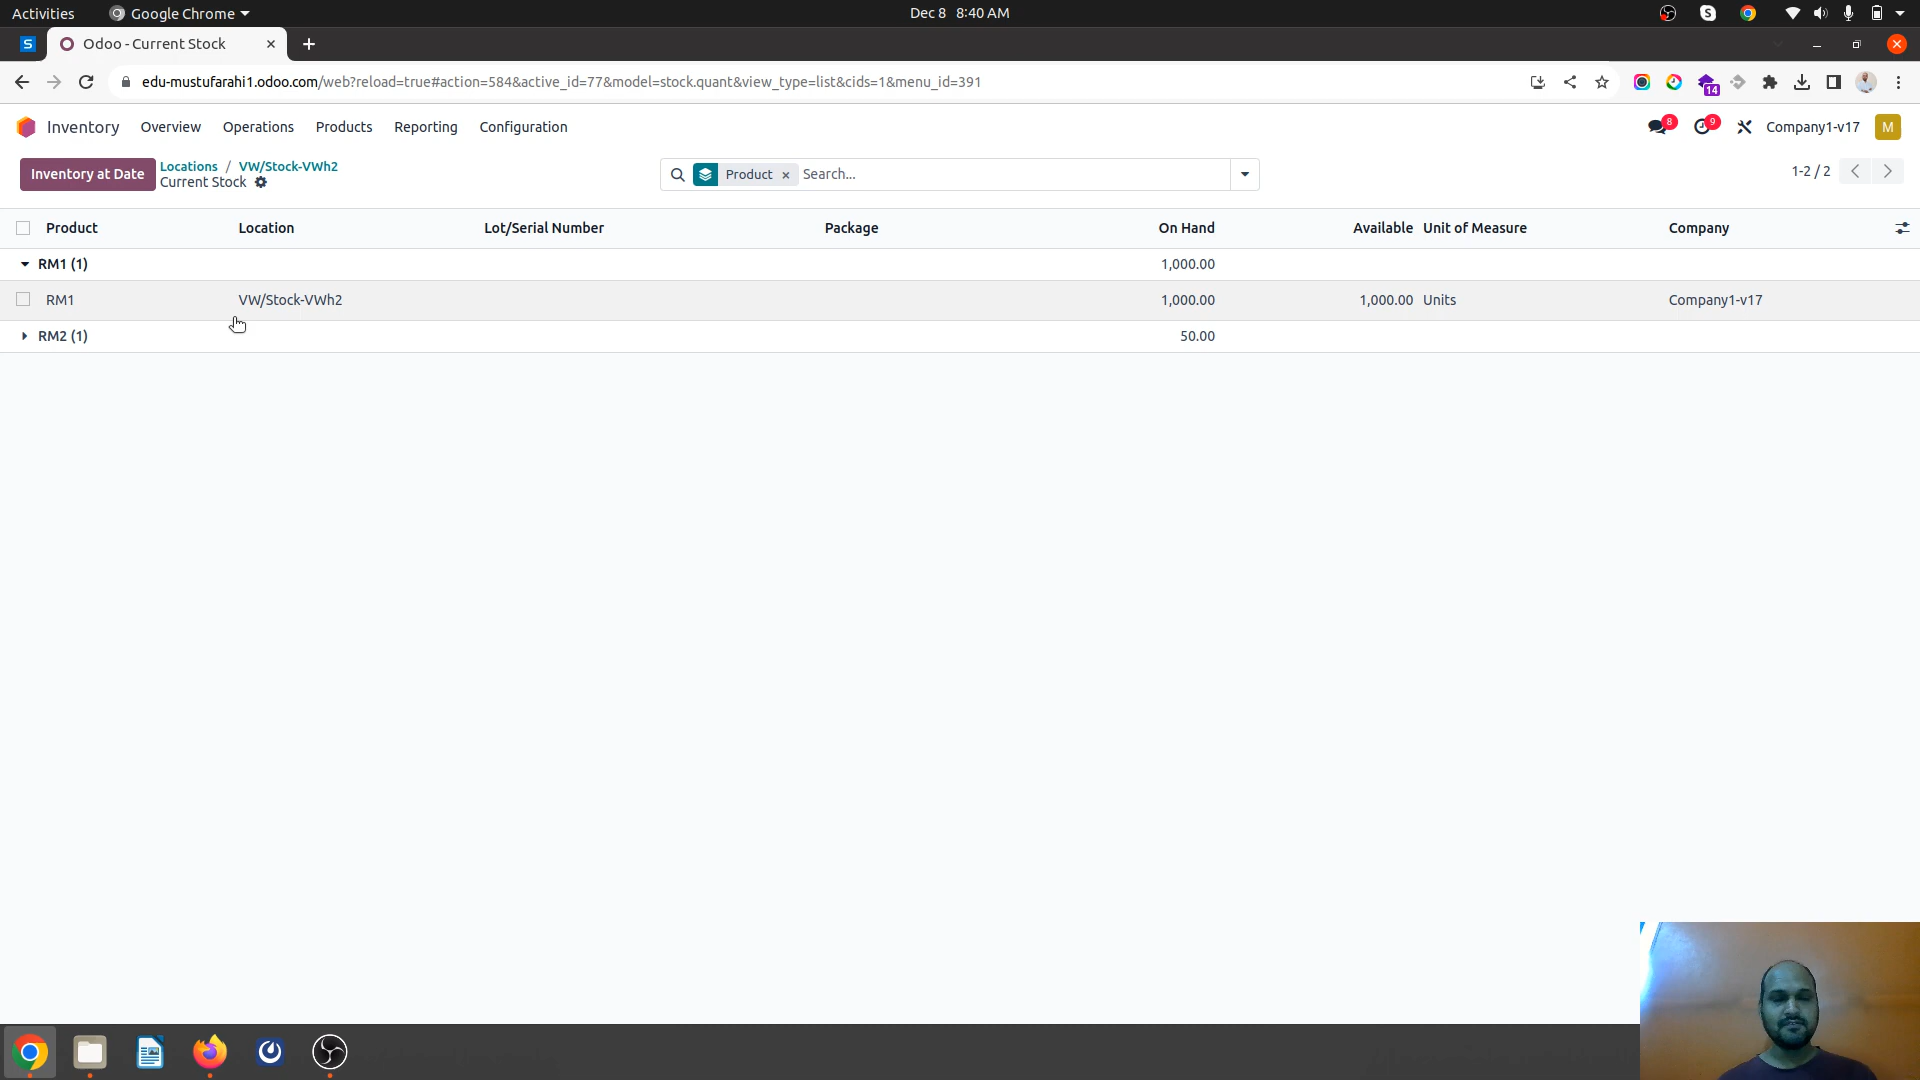 Activities Google Chrome Dec 8 8:40 AM S
S Odoo - Current Stock
edu-mustufarahi1.odoo.com/web?reload=true#action=584&active_id=77&model=stock.quant&view_type=list&cids=1&menu_id=391 14
Inventory Overview Operations Products Reporting Configuration 8 9 Company1-v17 M
Inventory at Date Locations / VW/Stock-VWh2
Current Stock Product Search... 1-2 / 2
Product Location Lot/Serial Number Package On Hand Available Unit of Measure Company
RM1 (1) 1,000.00
RM1 VW/Stock-VWh2 1,000.00 1,000.00 Units Company1-v17
RM2 (1) 50.00